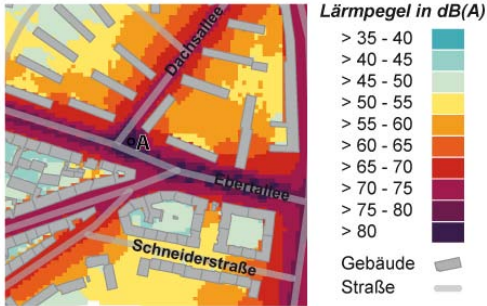 Lärmpegel in dB(A)
> 35 - 40
> 40 - 45
> 45 - 50
> 50 - 55
> 55 - 60
> 60 - 65
> 65 - 70
> 70 - 75
> 75 - 80
> 80
Gebäude
Straße
Dachsallee
A
Ebertallee
Schneiderstraße